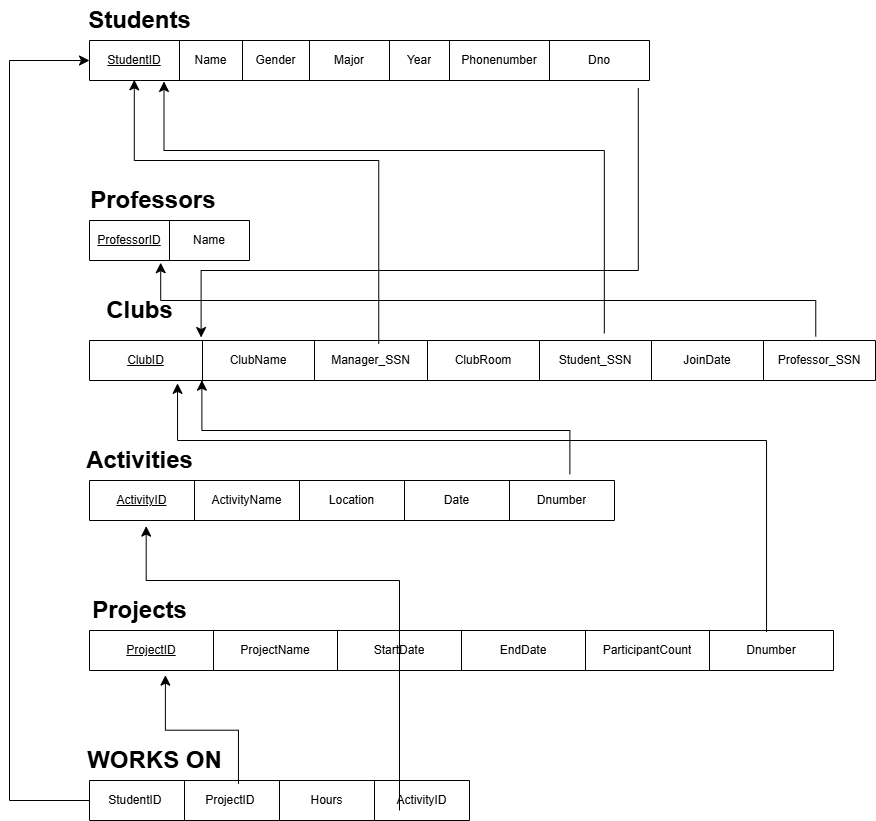 Students
StudentID Name Gender Major Year Phonenumber Dno
Professors
ProfessorID Name
Clubs
ClubID ClubName Manager_SSN ClubRoom Student_SSN JoinDate Professor_SSN
Activities
ActivityID ActivityName Location Date Dnumber
Projects
ProjectID ProjectName StartDate EndDate ParticipantCount Dnumber
WORKS ON
StudentID ProjectID Hours ActivityID